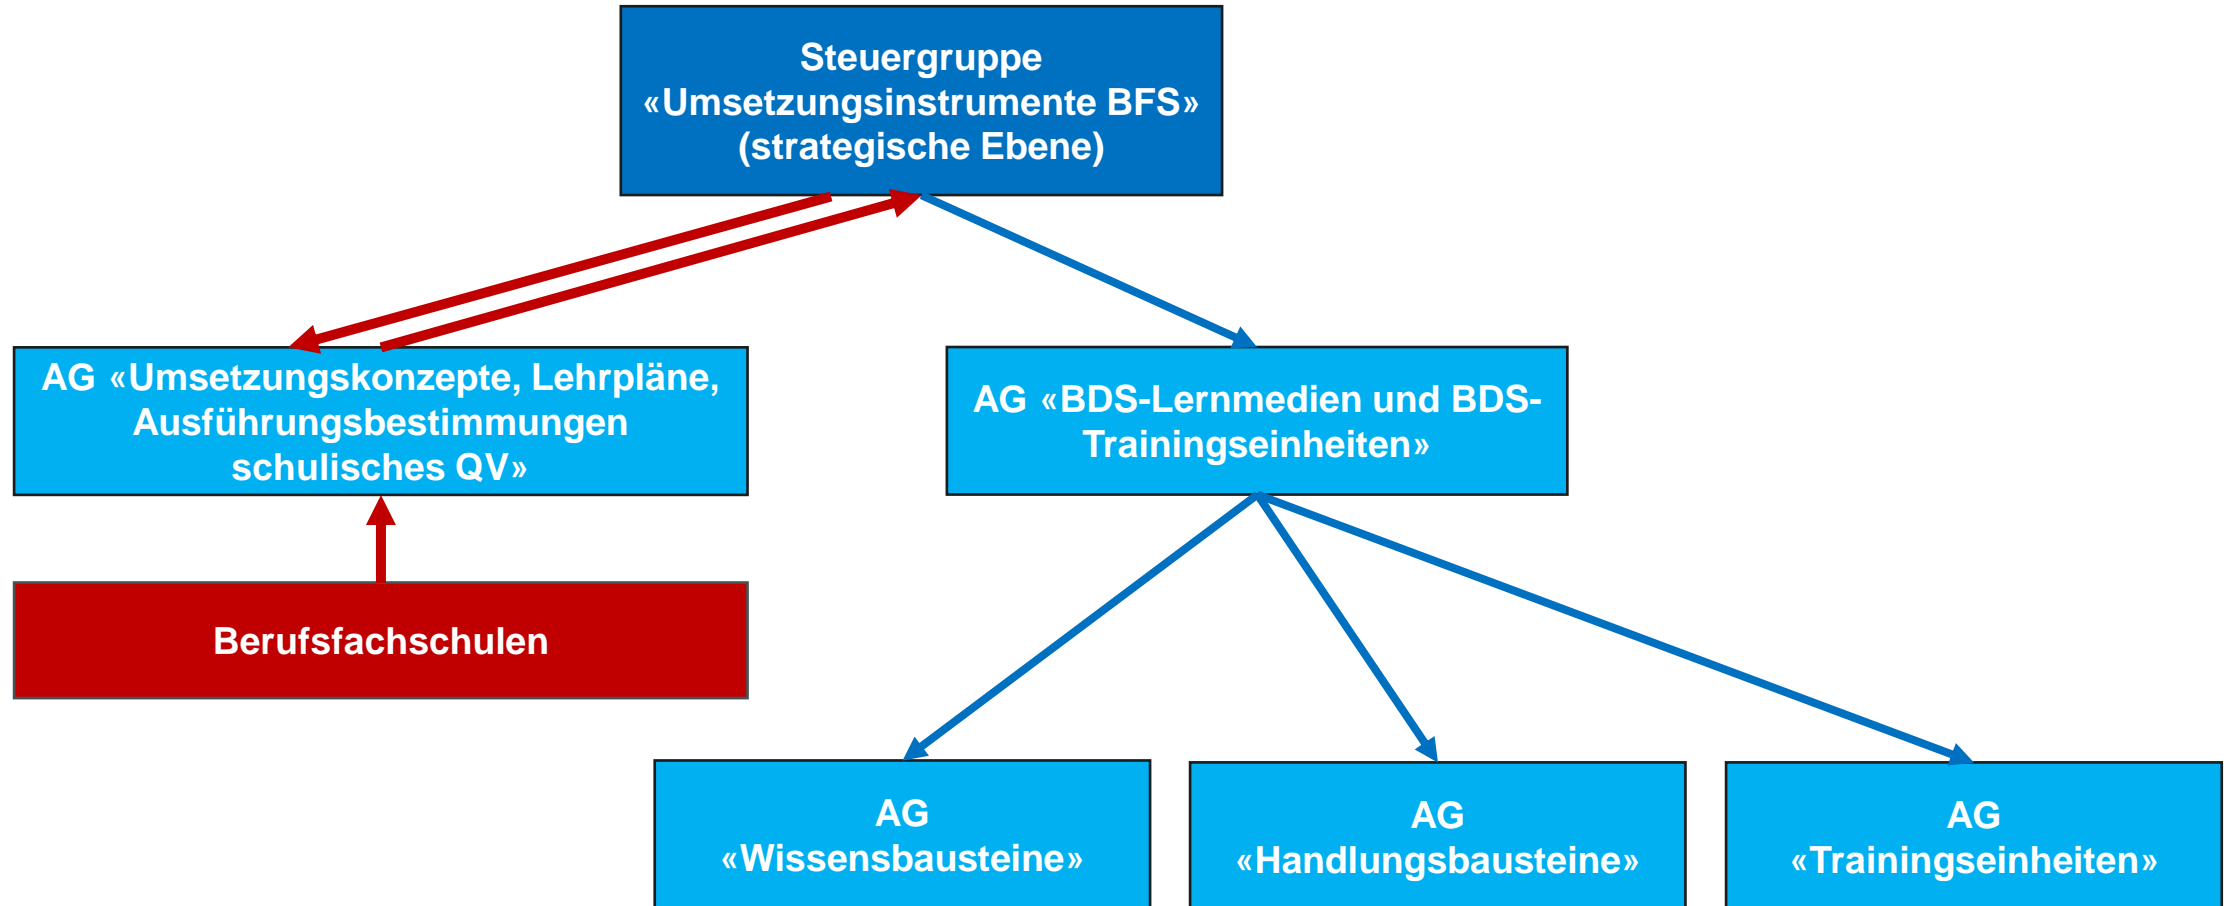 Steuergruppe
«Umsetzungsinstrumente BFS»
(strategische Ebene)
AG «Umsetzungskonzepte, Lehrpläne,
Ausführungsbestimmungen
schulisches QV»
AG «BDS-Lernmedien und BDS-
Trainingseinheiten»
Berufsfachschulen
AG
«Wissensbausteine»
AG
«Handlungsbausteine»
AG
«Trainingseinheiten»